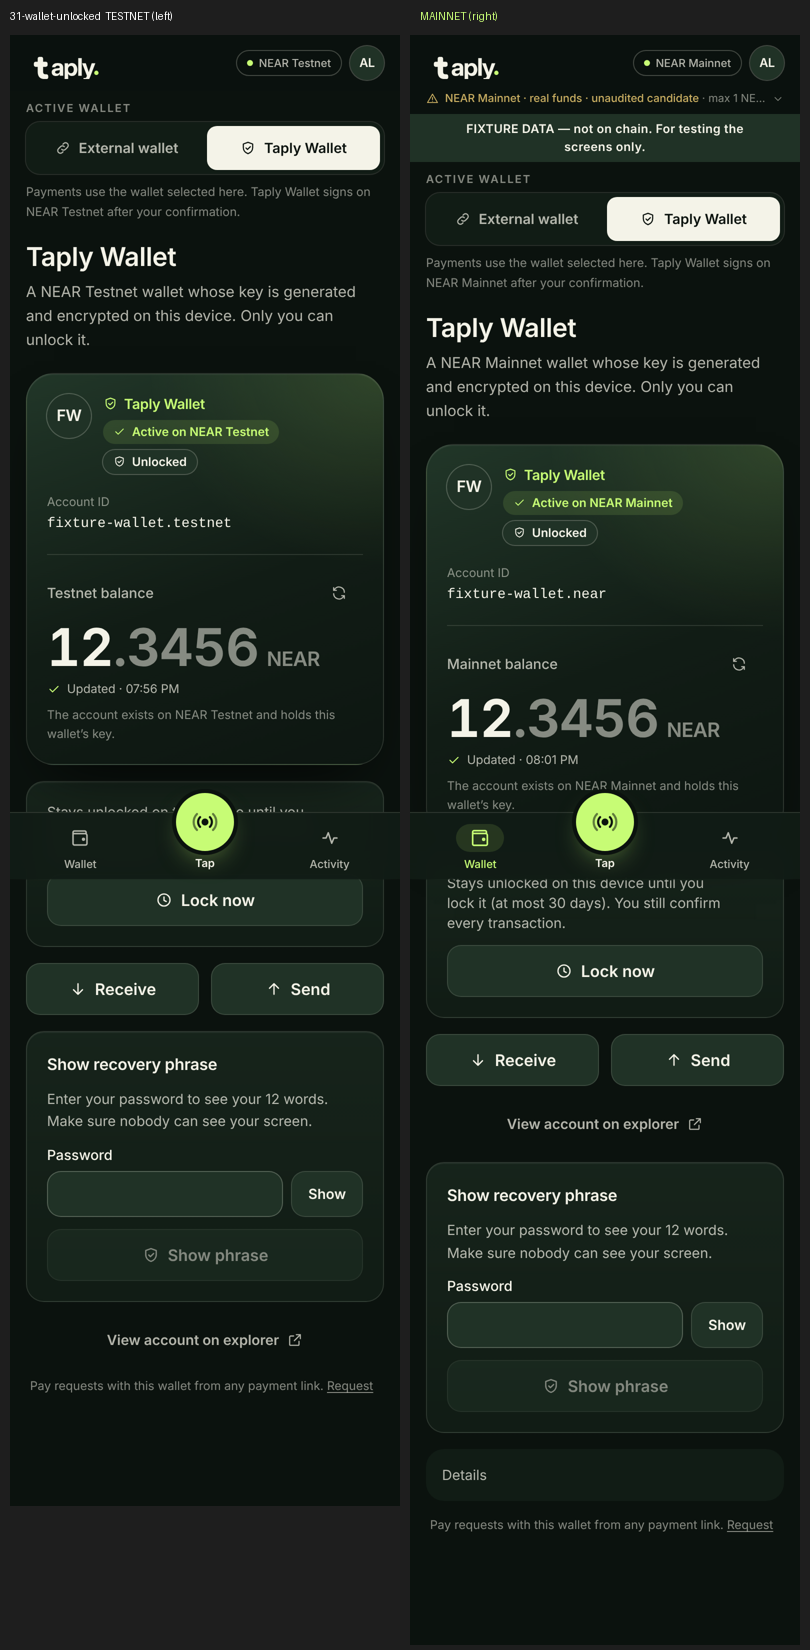 31-wallet-unlocked TESTNET (left)
taply.
NEAR Testnet
AL
ACTIVE WALLET
External wallet
Taply Wallet
Payments use the wallet selected here. Taply Wallet signs on
NEAR Testnet after your confirmation.
Taply Wallet
A NEAR Testnet wallet whose key is generated
and encrypted on this device. Only you can
unlock it.
FW
Taply Wallet
Active on NEAR Testnet
Unlocked
Account ID
fixture-wallet.testnet
Testnet balance
12.3456 NEAR
Updated · 07:56 PM
The account exists on NEAR Testnet and holds this
wallet's key.
Stays unlocked on until you
Wallet
Tap
Activity
Lock now
Receive
Send
Show recovery phrase
Enter your password to see your 12 words.
Make sure nobody can see your screen.
Password
Show
Show phrase
View account on explorer
Pay requests with this wallet from any payment link. Request
MAINNET (right)
taply.
NEAR Mainnet
AL
NEAR Mainnet · real funds · unaudited candidate · max 1 NE...
FIXTURE DATA — not on chain. For testing the
screens only.
ACTIVE WALLET
External wallet
Taply Wallet
Payments use the wallet selected here. Taply Wallet signs on
NEAR Mainnet after your confirmation.
Taply Wallet
A NEAR Mainnet wallet whose key is generated
and encrypted on this device. Only you can
unlock it.
FW
Taply Wallet
Active on NEAR Mainnet
Unlocked
Account ID
fixture-wallet.near
Mainnet balance
12.3456 NEAR
Updated · 08:01 PM
The account exists on NEAR Mainnet and holds this
wallet's key.
Wallet
Tap
Activity
Stays unlocked on this device until you
lock it (at most 30 days). You still confirm
every transaction.
Lock now
Receive
Send
View account on explorer
Show recovery phrase
Enter your password to see your 12 words.
Make sure nobody can see your screen.
Password
Show
Show phrase
Details
Pay requests with this wallet from any payment link. Request